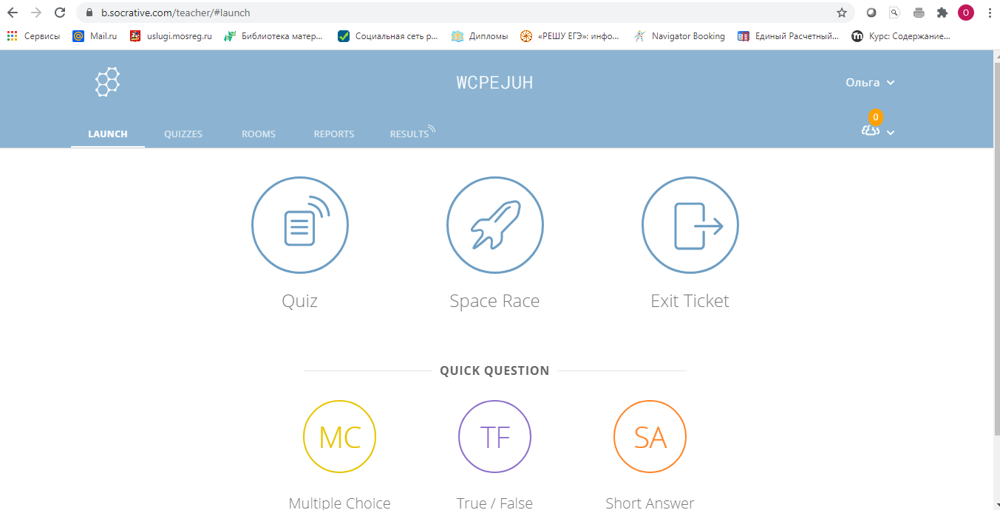 b.socrative.com/teacher/#launch
O
Сервисы Mail.ru uslugi.mosreg.ru Библиотека матер... Социальная сеть р... Дипломы «РЕШУ ЕГЭ»: инфо... Navigator Booking Единый Расчетный... Курс: Содержание...
WCPEJUH
Ольга
0
LAUNCH QUIZZES ROOMS REPORTS RESULTS
Quiz Space Race Exit Ticket
QUICK QUESTION
MC TF SA
Multiple Choice True / False Short Answer